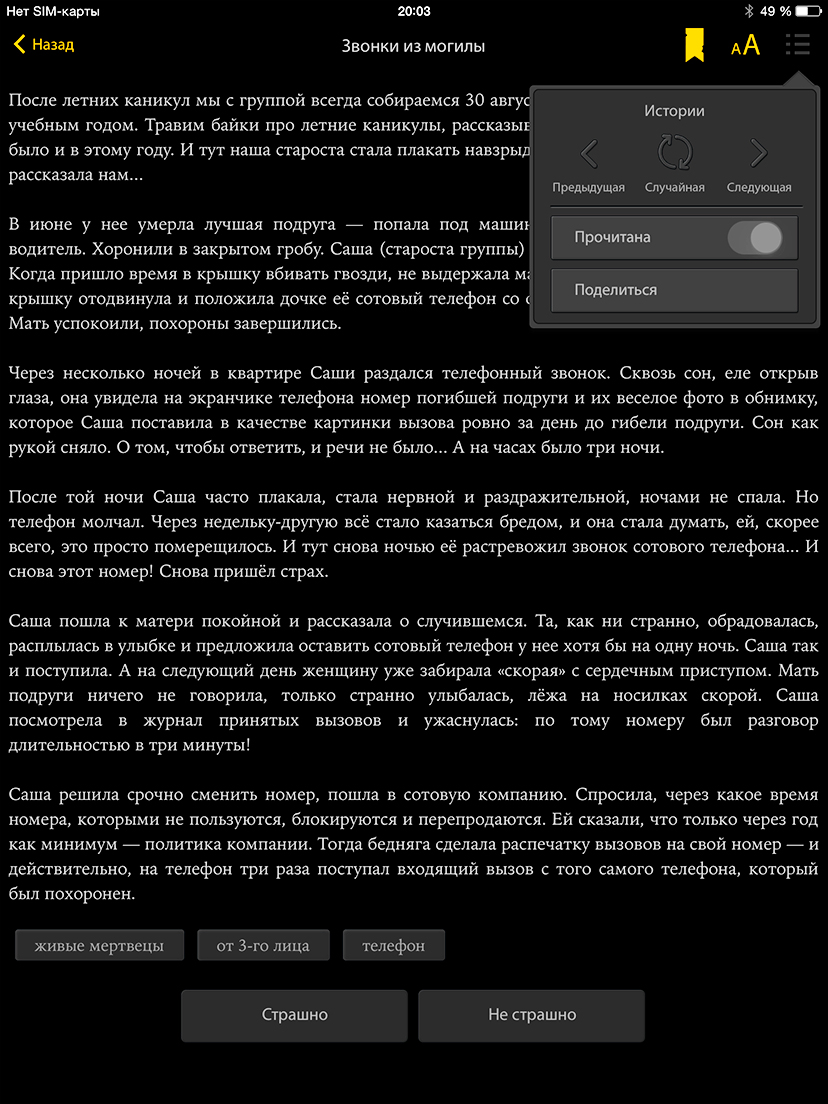 Нет SIM-карты
20:03
49 %
Назад
Звонки из могилы
AA
После летних каникул мы с группой всегда собираемся 30
учебным годом. Травим байки про летние каникулы,
было и в этому году. И тут наша староста стала плакать
рассказала нам...
В июне у нее умерла лучшая подруга — попала под
водитель. Хоронили в закрытом гробу. Саша (староста группы)
Когда пришло время в крышку вбивать гвозди, не выдержала
крышку отодвинула и положила дочке её сотовый телефон со
Мать успокоили, похороны завершились.
Истории
Предыдущая
Случайная
Следующая
Прочитана
Поделиться
Через несколько ночей в квартире Саши раздался телефонный звонок. Сквозь сон, еле открыв
глаза, она увидела на экранчике телефона номер погибшей подруги и их веселое фото в обнимку,
которое Саша поставила в качестве картинки вызова ровно за день до гибели подруги. Сон как
рукой сняло. О том, чтобы ответить, и речи не было... А на часах было три ночи.
После той ночи Саша часто плакала, стала нервной и раздражительной, ночами не спала. Но
телефон молчал. Через недельку-другую всё стало казаться бредом, и она стала думать, ей, скорее
всего, это просто померещилось. И тут снова ночью её растревожил звонок сотового телефона... И
снова этот номер! Снова пришёл страх.
Саша пошла к матери покойной и рассказала о случившемся. Та, как ни странно, обрадовалась,
расплылась в улыбке и предложила оставить сотовый телефон у нее хотя бы на одну ночь. Саша так
и поступила. А на следующий день женщину уже забирала «скорая» с сердечным приступом. Мать
подруги ничего не говорила, только странно улыбалась, лёжа на носилках скорой. Саша
посмотрела в журнал принятых вызовов и ужаснулась: по тому номеру был разговор
длительностью в три минуты!
Саша решила срочно сменить номер, пошла в сотовую компанию. Спросила, через какое время
номера, которыми не пользуются, блокируются и перепродаются. Ей сказали, что только через год
как минимум — политика компании. Тогда бедняга сделала распечатку вызовов на свой номер — и
действительно, на телефон три раза поступал входящий вызов с того самого телефона, который
был похоронен.
живые мертвецы
от 3-го лица
телефон
Страшно
Не страшно